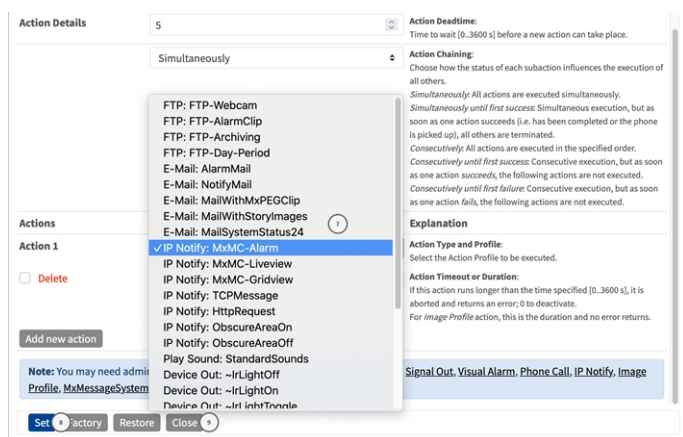 Action Details
5
Action Deadtime:
Time to wait [0..3600 s] before a new action can take place.
Simultaneously
Action Chaining:
Choose how the status of each subaction influences the execution of
all others.
Simultaneously: All actions are executed simultaneously.
Simultaneously until first success: Simultaneous execution, but as
soon as one action succeeds (i.e. has been completed or the phone
is picked up), all others are terminated.
Consecutively: All actions are executed in the specified order.
Consecutively until first success: Consecutive execution, but as soon
as one action succeeds, the following actions are not executed.
Consecutively until first failure: Consecutive execution, but as soon
as one action fails, the following actions are not executed.
FTP: FTP-Webcam
FTP: FTP-AlarmClip
FTP: FTP-Archiving
FTP: FTP-Day-Period
E-Mail: AlarmMail
E-Mail: NotifyMail
E-Mail: MailWithMxPEGClip
E-Mail: MailWithStoryImages
E-Mail: MailSystemStatus24
✓ IP Notify: MxMC-Alarm
IP Notify: MxMC-Liveview
IP Notify: MxMC-Gridview
IP Notify: TCPMessage
IP Notify: HttpRequest
IP Notify: ObscureAreaOn
IP Notify: ObscureAreaOff
Play Sound: StandardSounds
Device Out: ~IrLightOff
Device Out: ~IrLightOn
Device Out: ~IrLightToggle
7
Actions
Explanation
Action 1
Action Type and Profile:
Select the Action Profile to be executed.
Delete
Action Timeout or Duration:
If this action runs longer than the time specified [0..3600 s], it is
aborted and returns an error; 0 to deactivate.
For Image Profile action, this is the duration and no error returns.
Add new action
Note: You may need admi
Signal Out, Visual Alarm, Phone Call, IP Notify, Image
Profile, MxMessageSystem
Set 8 Factory Restore Close 9